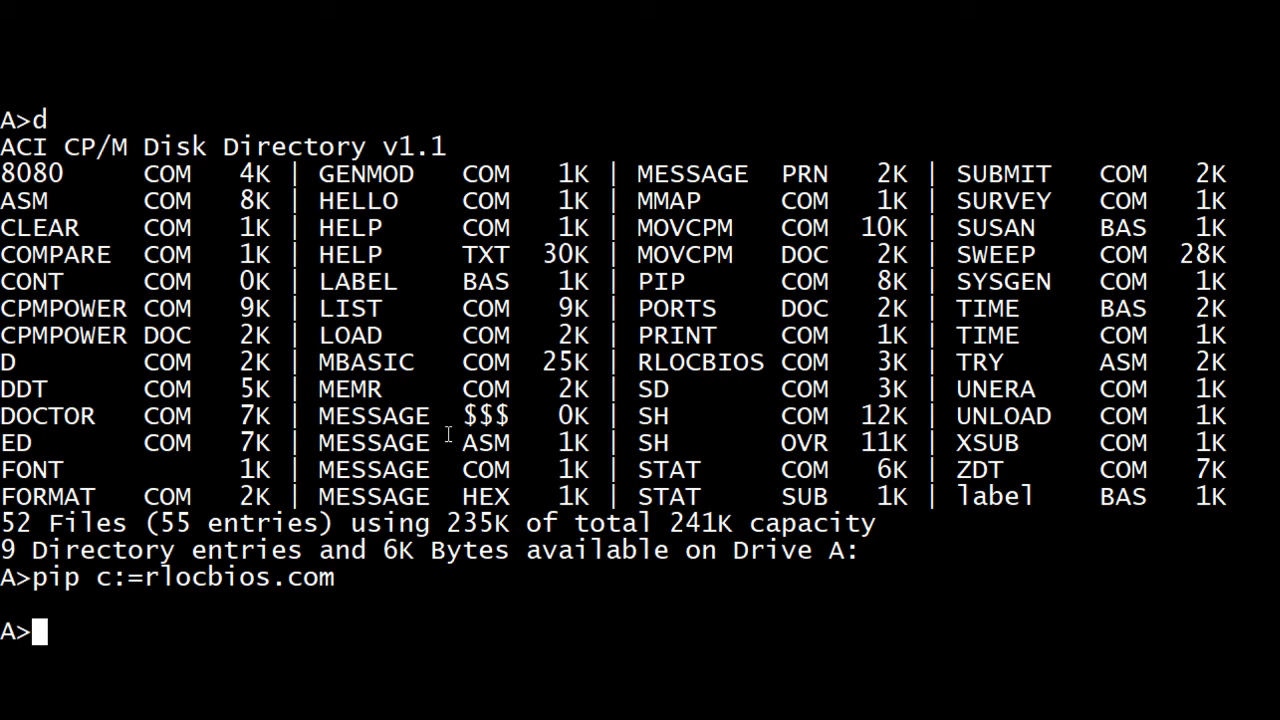 A>d
ACI CP/M Disk Directory v1.1
8080     COM   4K | GENMOD   COM   1K | MESSAGE  PRN   2K | SUBMIT   COM   2K
ASM      COM   8K | HELLO    COM   1K | MMAP     COM   1K | SURVEY   COM   1K
CLEAR    COM   1K | HELP     COM   1K | MOVCPM   COM  10K | SUSAN    BAS   1K
COMPARE  COM   1K | HELP     TXT  30K | MOVCPM   DOC   2K | SWEEP    COM  28K
CONT     COM   0K | LABEL    BAS   1K | PIP      COM   8K | SYSGEN   COM   1K
CPMPOWER COM   9K | LIST     COM   9K | PORTS    DOC   2K | TIME     BAS   2K
CPMPOWER DOC   2K | LOAD     COM   2K | PRINT    COM   1K | TIME     COM   1K
D        COM   2K | MBASIC   COM  25K | RLOCBIOS COM   3K | TRY      ASM   2K
DDT      COM   5K | MEMR     COM   2K | SD       COM   3K | UNERA    COM   1K
DOCTOR   COM   7K | MESSAGE  $$$   0K | SH       COM  12K | UNLOAD   COM   1K
ED       COM   7K | MESSAGE  ASM   1K | SH       OVR  11K | XSUB     COM   1K
FONT           1K | MESSAGE  COM   1K | STAT     COM   6K | ZDT      COM   7K
FORMAT   COM   2K | MESSAGE  HEX   1K | STAT     SUB   1K | label    BAS   1K
52 Files (55 entries) using 235K of total 241K capacity
9 Directory entries and 6K Bytes available on Drive A:
A>pip c:=rlocbios.com
A>